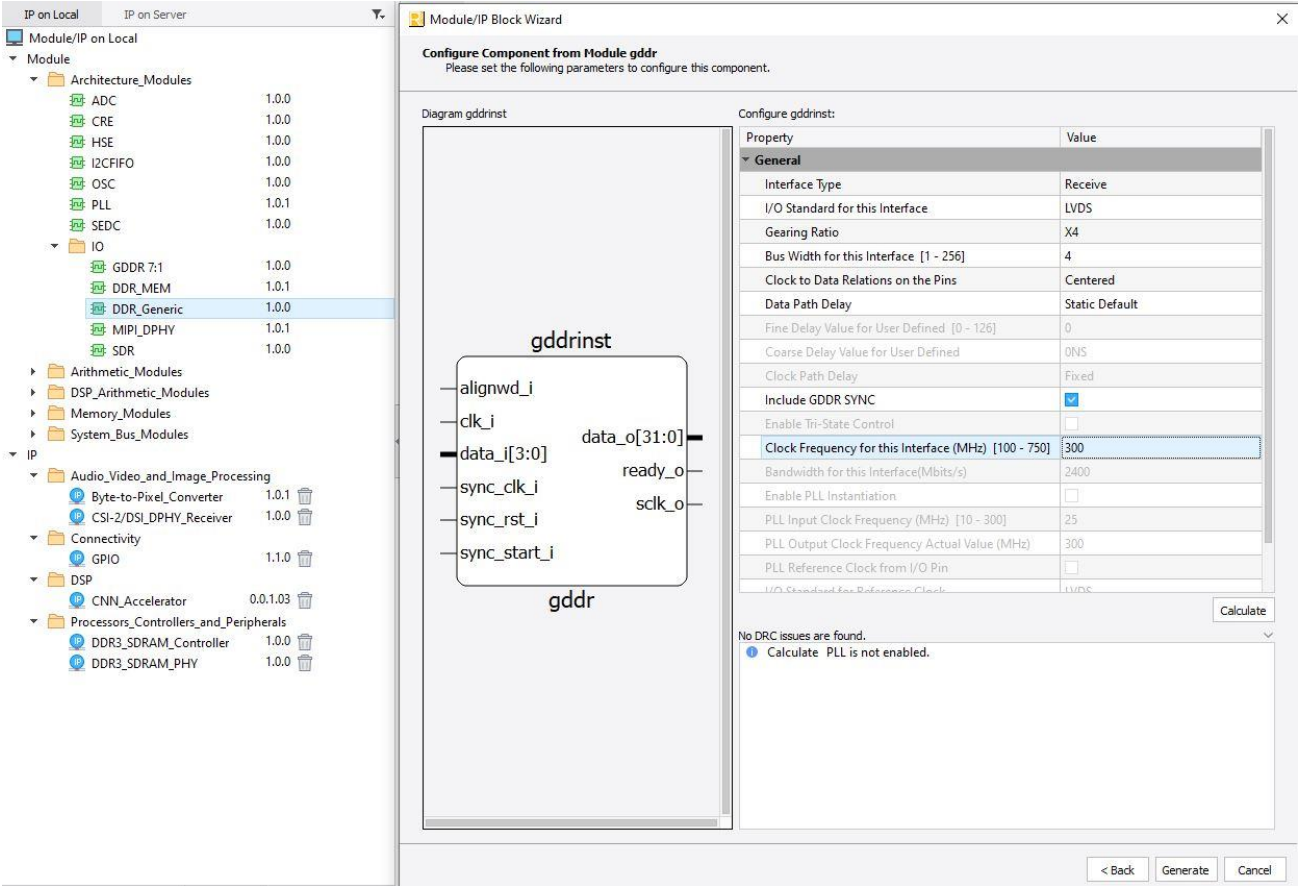 IP on Local IP on Server
Module/IP on Local
Module
Architecture_Modules
ADC 1.0.0
CRE 1.0.0
HSE 1.0.0
I2CFIFO 1.0.0
OSC 1.0.0
PLL 1.0.1
SEDC 1.0.0
IO
GDDR 7:1 1.0.0
DDR_MEM 1.0.1
DDR_Generic 1.0.0
MIPI_DPHY 1.0.1
SDR 1.0.0
Arithmetic_Modules
DSP_Arithmetic_Modules
Memory_Modules
System_Bus_Modules
IP
Audio_Video_and_Image_Processing
IP Byte-to-Pixel_Converter 1.0.1
IP CSI-2/DSI_DPHY_Receiver 1.0.0
Connectivity
IP GPIO 1.1.0
DSP
IP CNN_Accelerator 0.0.1.03
Processors_Controllers_and_Peripherals
IP DDR3_SDRAM_Controller 1.0.0
IP DDR3_SDRAM_PHY 1.0.0
Module/IP Block Wizard
Configure Component from Module gddr
Please set the following parameters to configure this component.
Diagram gddrinst
gddrinst
alignwd_i
clk_i
data_i[3:0]
sync_clk_i
sync_rst_i
sync_start_i
data_o[31:0]
ready_o
sclk_o
gddr
Configure gddrinst:
Property Value
General
Interface Type Receive
I/O Standard for this Interface LVDS
Gearing Ratio X4
Bus Width for this Interface [1 - 256] 4
Clock to Data Relations on the Pins Centered
Data Path Delay Static Default
Fine Delay Value for User Defined [0 - 126] 0
Coarse Delay Value for User Defined 0NS
Clock Path Delay Fixed
Include GDDR SYNC
Enable Tri-State Control
Clock Frequency for this Interface (MHz) [100 - 750] 300
Bandwidth for this Interface(Mbits/s) 2400
Enable PLL Instantiation
PLL Input Clock Frequency (MHz) [10 - 300] 25
PLL Output Clock Frequency Actual Value (MHz) 300
PLL Reference Clock from I/O Pin
I/O Standard for Reference Clock LVDS
Calculate
No DRC issues are found.
Calculate PLL is not enabled.
< Back Generate Cancel